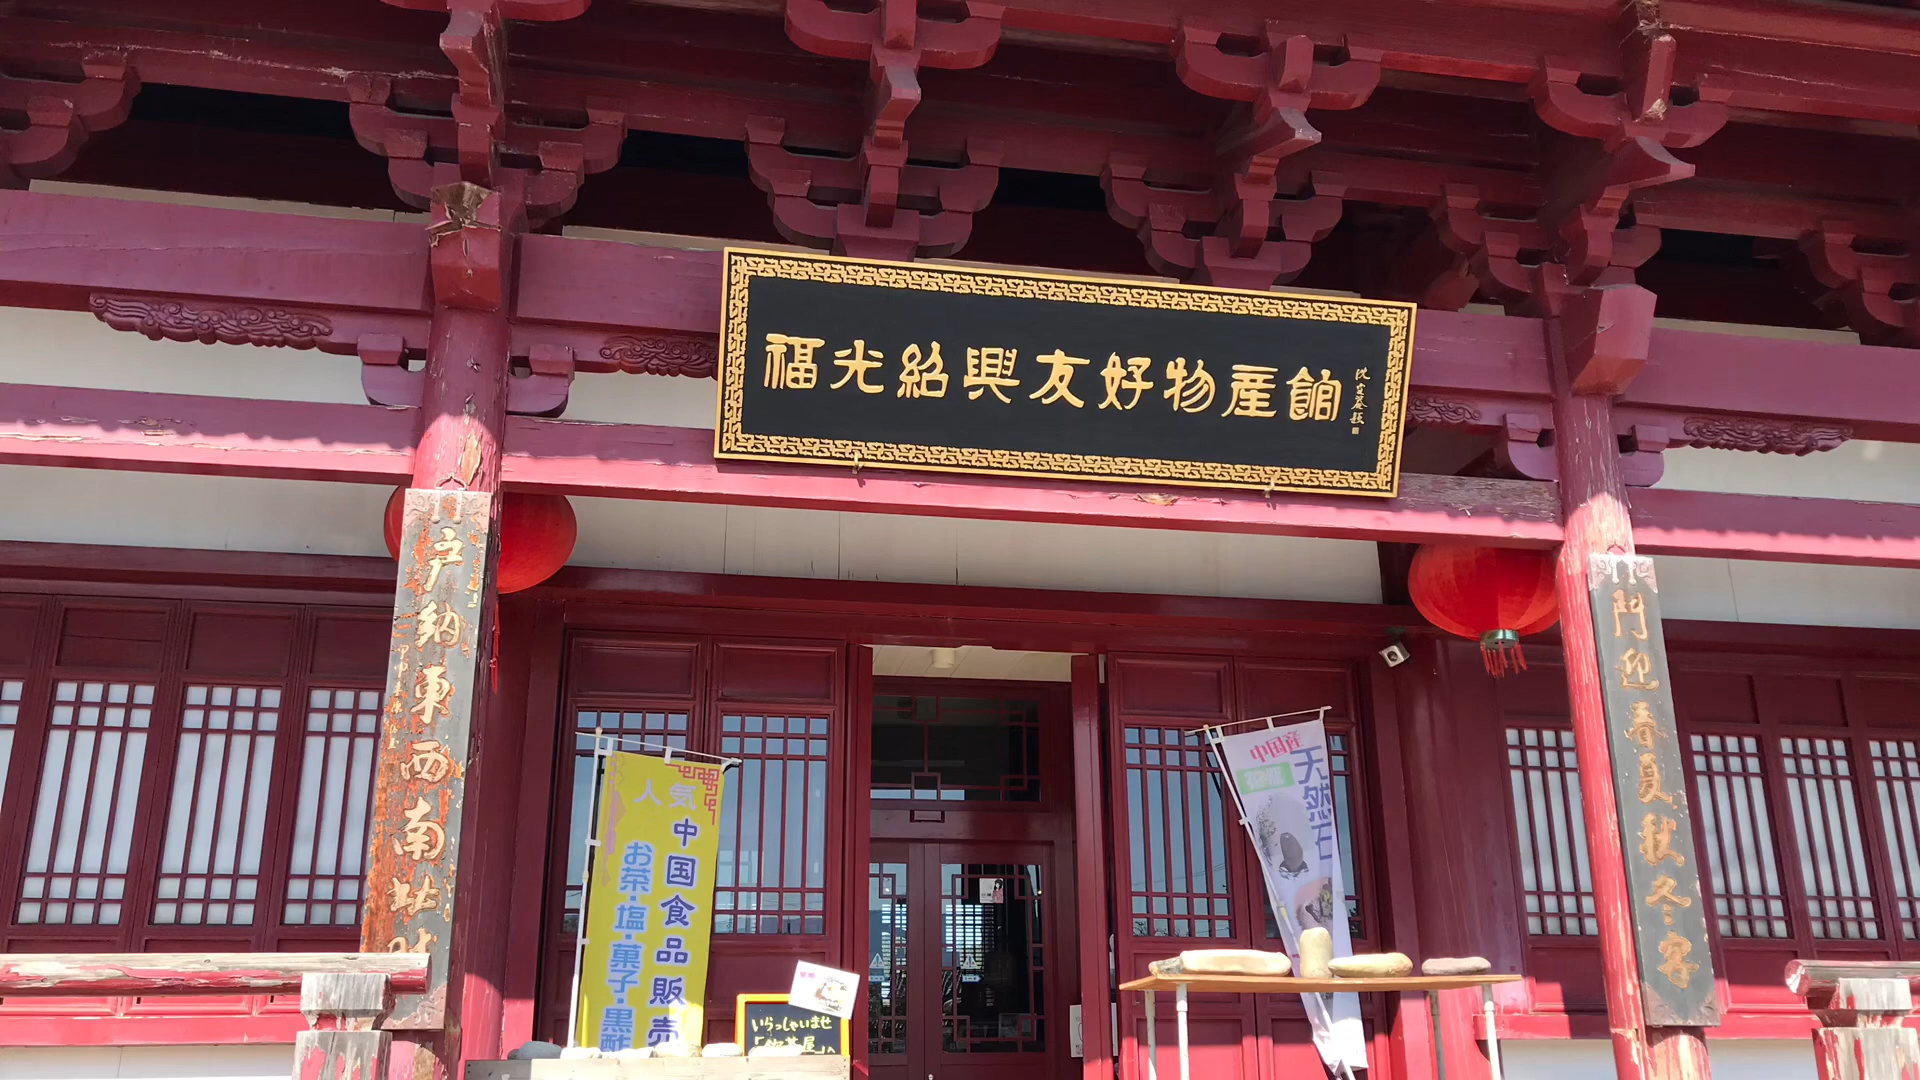 福光紹興友好物産館
戸納東西南北財
門迎春夏秋冬客
人気
中国食品販売
お茶・塩・菓子・黒酢
中国産
天然石
いらっしゃいませ